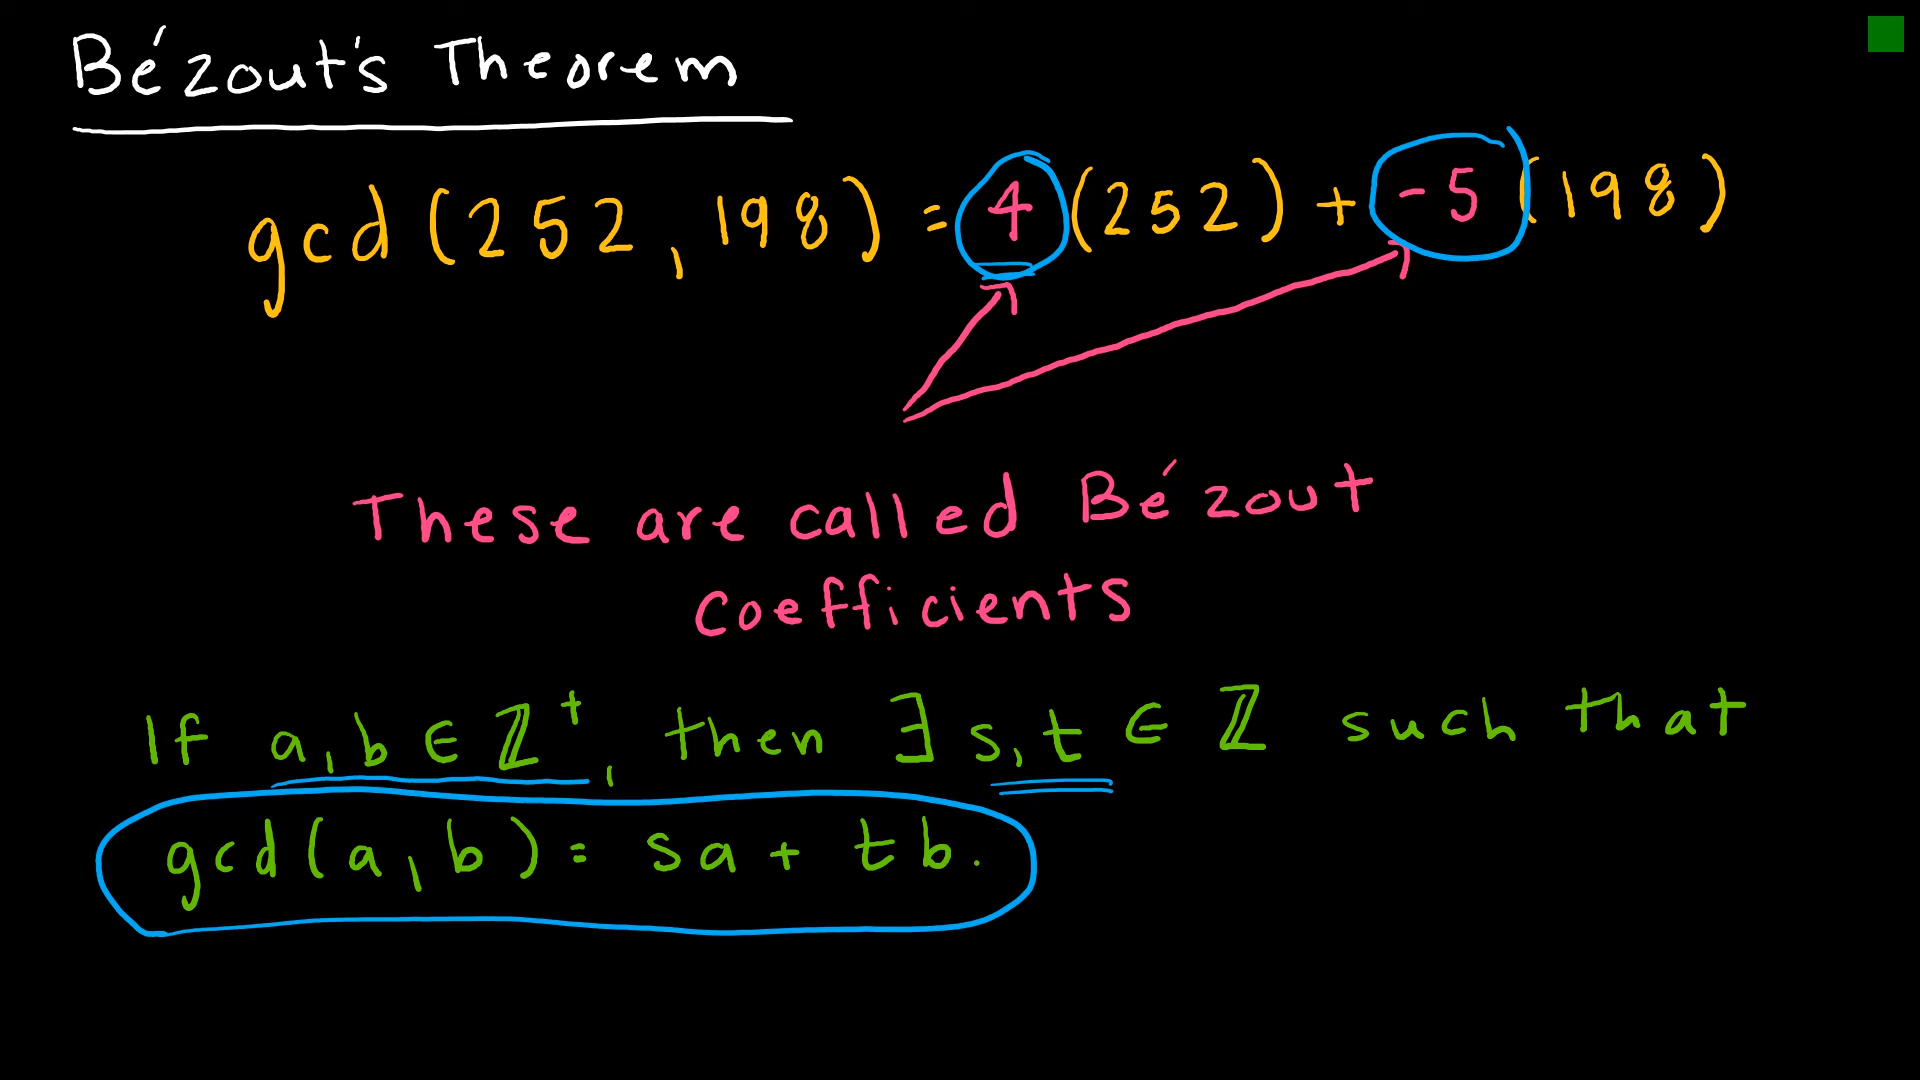 Bézout's Theorem
gcd(252, 198) = 4(252) + -5(198)
These are called Bézout
coefficients
If a, b ∈ ℤ⁺, then ∃ s, t ∈ ℤ such that
gcd(a, b) = sa + tb.